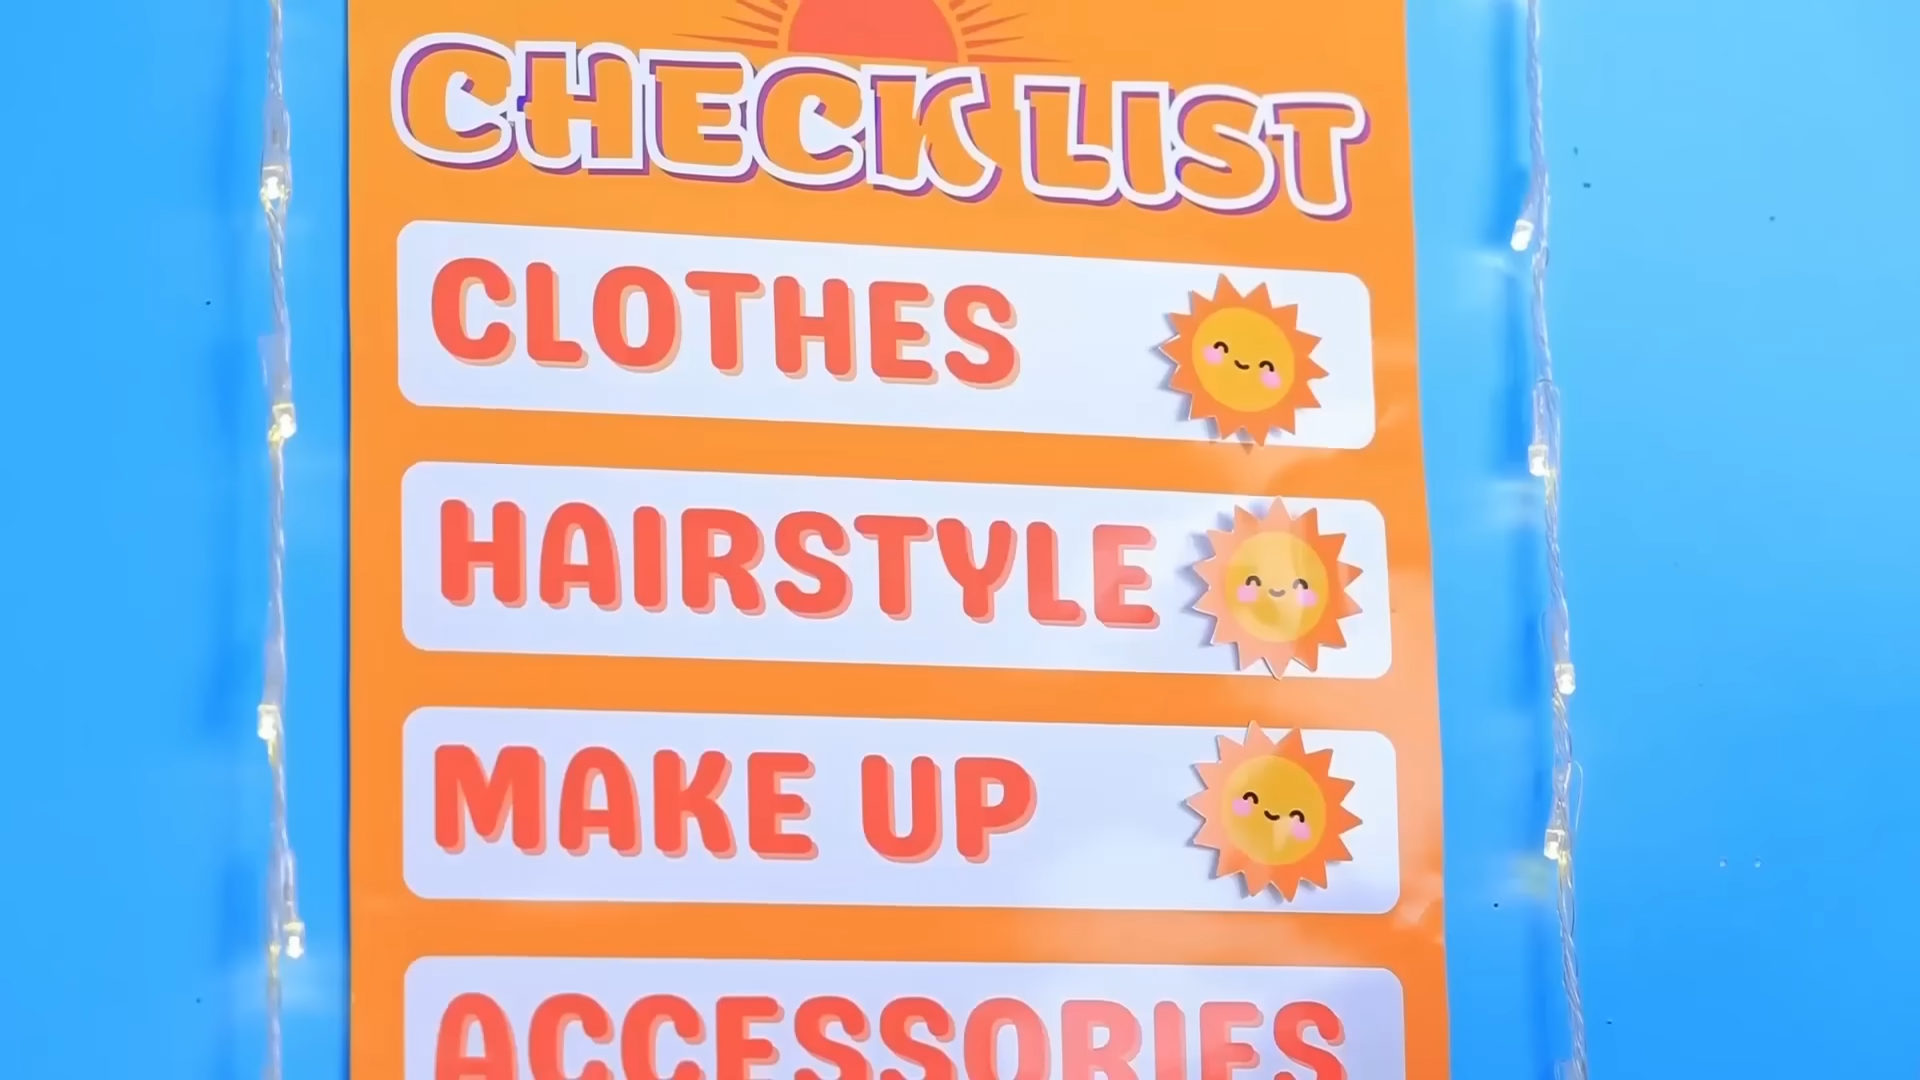 CHECK LIST
CLOTHES
HAIRSTYLE
MAKE UP
ACCESSORIES